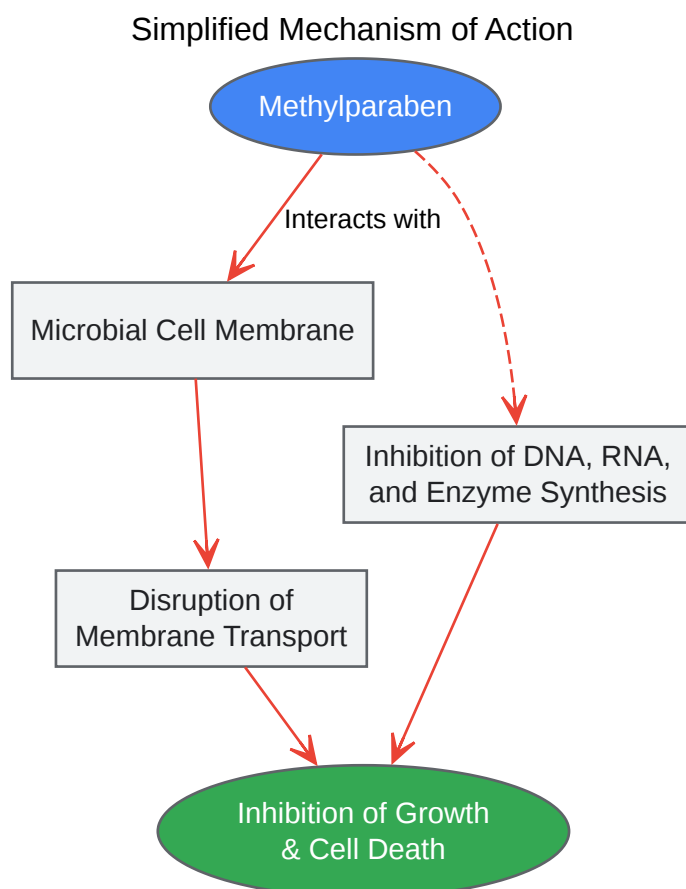 Simplified Mechanism of Action
Methylparaben
Interacts with
Microbial Cell Membrane
Inhibition of DNA, RNA,
and Enzyme Synthesis
Disruption of
Membrane Transport
Inhibition of Growth
& Cell Death